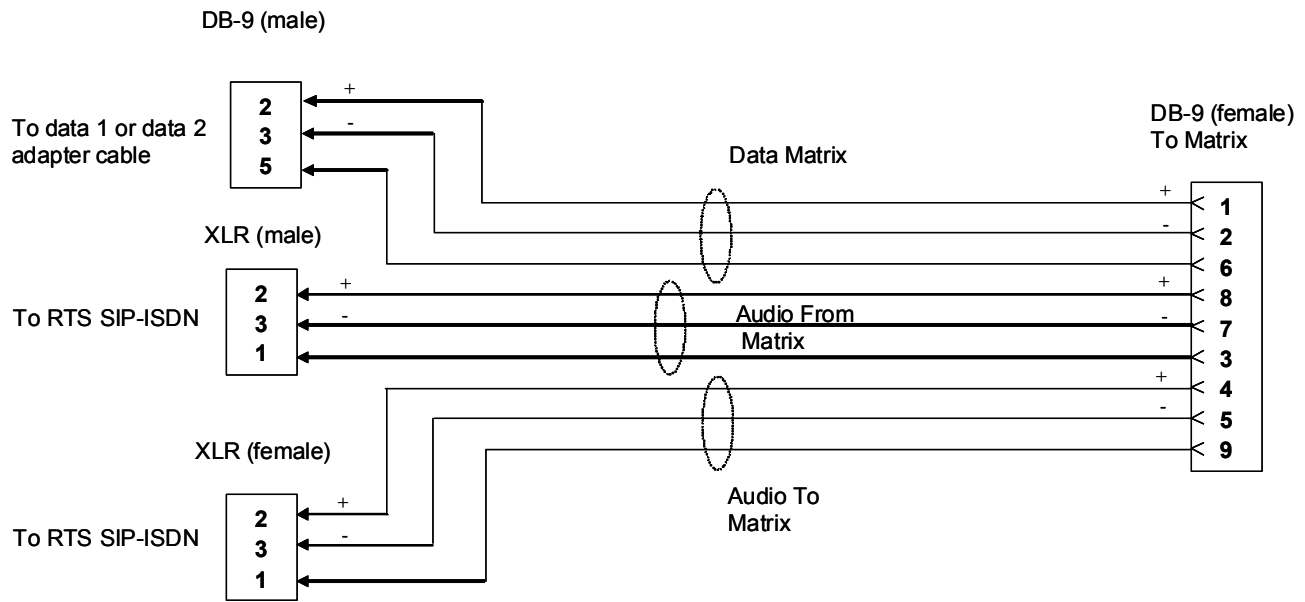 DB-9 (male)
To data 1 or data 2
adapter cable
2
3
5
+
-
Data Matrix
DB-9 (female)
To Matrix
+
-
1
2
6
8
7
3
4
5
9
XLR (male)
To RTS SIP-ISDN
2
3
1
+
-
Audio From
Matrix
+
-
+
-
XLR (female)
To RTS SIP-ISDN
2
3
1
+
-
Audio To
Matrix